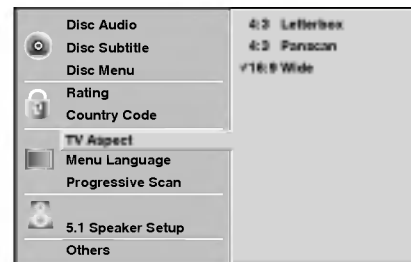 Disc Audio
Disc Subtitle
Disc Menu
Rating
Country Code
TV Aspect
Menu Language
Progressive Scan
5.1 Speaker Setup
Others
4:3 Letterbox
4:3 Panscan
✓16:9 Wide